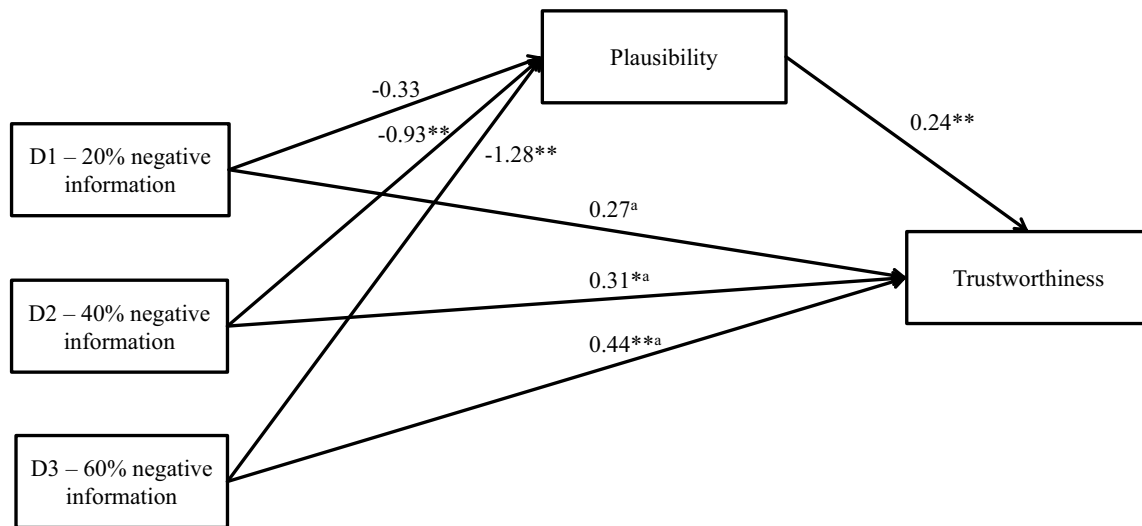 Plausibility
-0.33
0.24**
D1 – 20% negative
information
-0.93**
-1.28**
0.27ᵃ
Trustworthiness
D2 – 40% negative
information
0.31*ᵃ
0.44**ᵃ
D3 – 60% negative
information